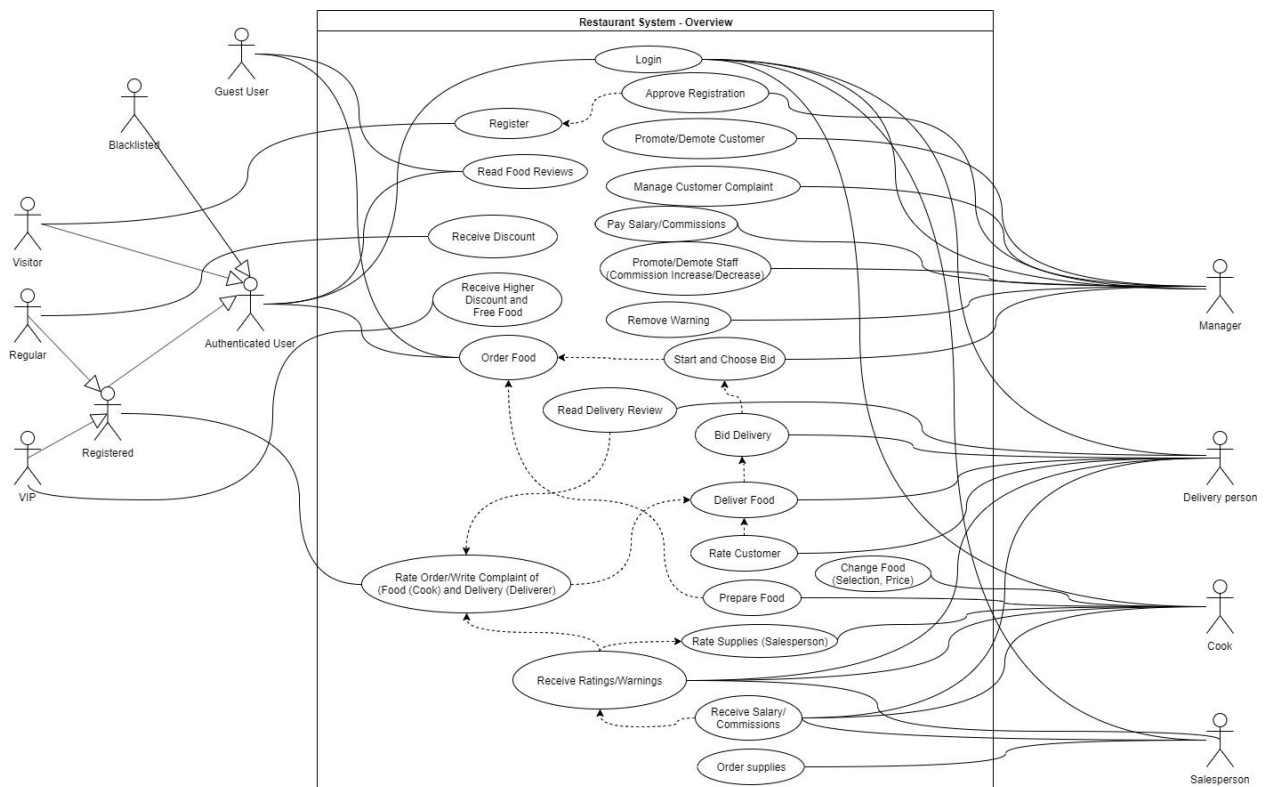 Restaurant System - Overview
Login
Guest User
Approve Registration
Register
Blacklisted
Promote/Demote Customer
Read Food Reviews
Manage Customer Complaint
Pay Salary/Commissions
Receive Discount
Visitor
Promote/Demote Staff
(Commission Increase/Decrease)
Receive Higher
Discount and
Free Food
Remove Warning
Manager
Authenticated User
Regular
Order Food
Start and Choose Bid
Read Delivery Review
Bid Delivery
Registered
VIP
Deliver Food
Delivery person
Rate Customer
Change Food
(Selection, Price)
Rate Order/Write Complaint of
(Food (Cook) and Delivery (Deliverer)
Prepare Food
Rate Supplies (Salesperson)
Cook
Receive Ratings/Warnings
Receive Salary/
Commissions
Order supplies
Salesperson